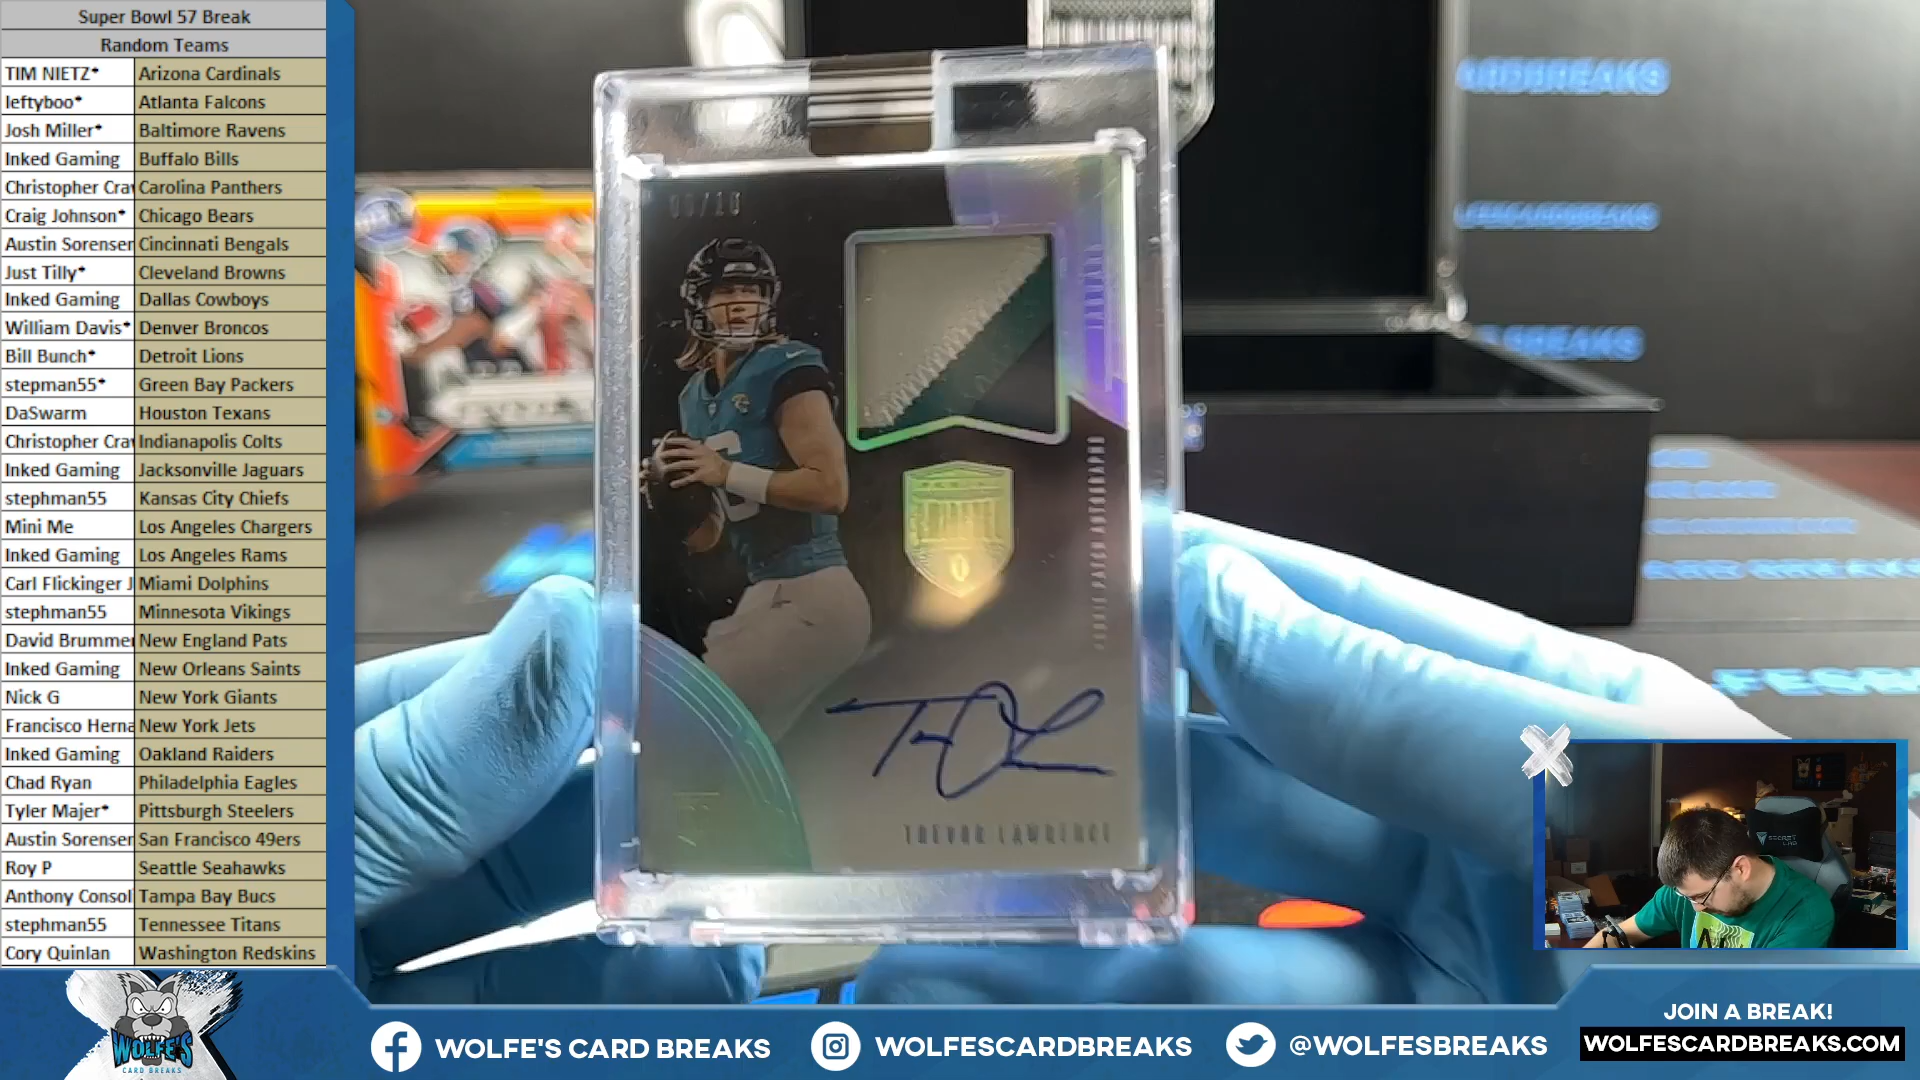 Super Bowl 57 Break
Random Teams
TIM NIETZ* Arizona Cardinals
leftyboo* Atlanta Falcons
Josh Miller* Baltimore Ravens
Inked Gaming Buffalo Bills
Christopher Cra Carolina Panthers
Craig Johnson* Chicago Bears
Austin Sorensen Cincinnati Bengals
Just Tilly* Cleveland Browns
Inked Gaming Dallas Cowboys
William Davis* Denver Broncos
Bill Bunch* Detroit Lions
stepman55* Green Bay Packers
DaSwarm Houston Texans
Christopher Cra Indianapolis Colts
Inked Gaming Jacksonville Jaguars
stephman55 Kansas City Chiefs
Mini Me Los Angeles Chargers
Inked Gaming Los Angeles Rams
Carl Flickinger J Miami Dolphins
stephman55 Minnesota Vikings
David Brummer New England Pats
Inked Gaming New Orleans Saints
Nick G New York Giants
Francisco Herna New York Jets
Inked Gaming Oakland Raiders
Chad Ryan Philadelphia Eagles
Tyler Majer* Pittsburgh Steelers
Austin Sorensen San Francisco 49ers
Roy P Seattle Seahawks
Anthony Consoli Tampa Bay Bucs
stephman55 Tennessee Titans
Cory Quinlan Washington Redskins
TREVOR LAWRENCE
WOLFE'S
CARD BREAKS
WOLFE'S CARD BREAKS
WOLFESCARDBREAKS
@WOLFESBREAKS
JOIN A BREAK!
WOLFESCARDBREAKS.COM